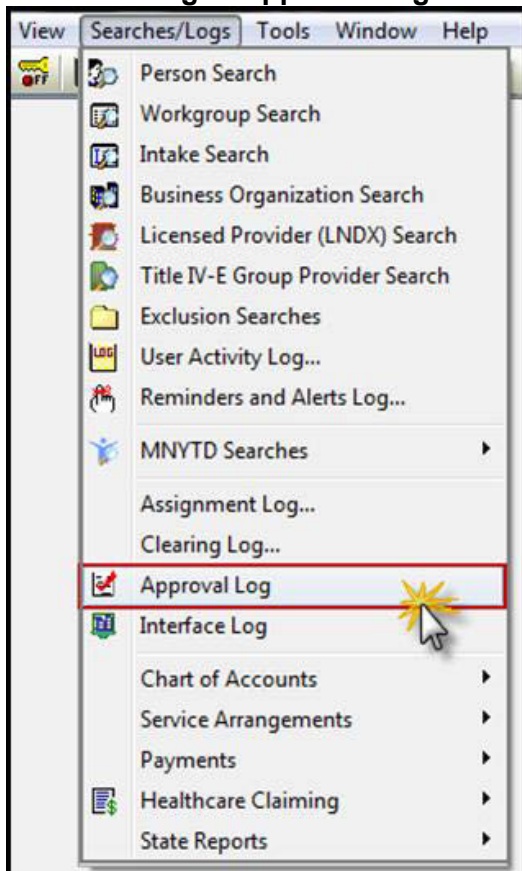 View Searches/Logs Tools Window Help
OFF
Person Search
Workgroup Search
Intake Search
Business Organization Search
Licensed Provider (LNDX) Search
Title IV-E Group Provider Search
Exclusion Searches
LOG User Activity Log...
Reminders and Alerts Log...
MNYTD Searches
Assignment Log...
Clearing Log...
Approval Log
Interface Log
Chart of Accounts
Service Arrangements
Payments
Healthcare Claiming
State Reports